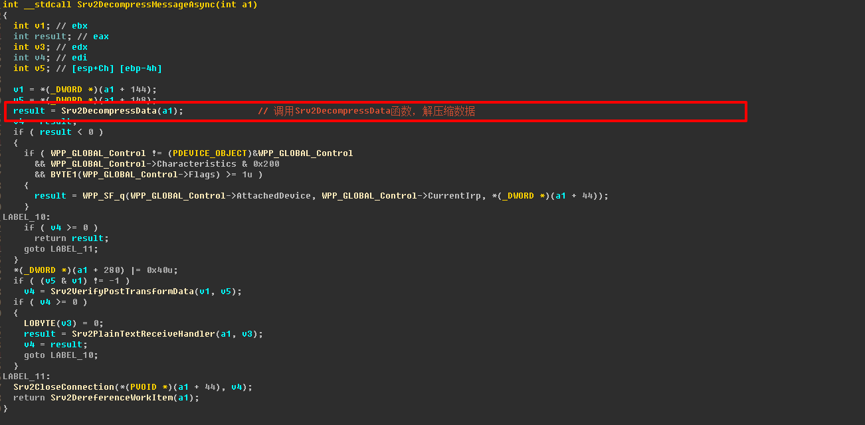 int __stdcall Srv2DecompressMessageAsync(int a1)
{
int v1; // ebx
int result; // eax
int v3; // edx
int v4; // edi
int v5; // [esp+Ch] [ebp-4h]
v1 = *(_DWORD *)(a1 + 144);
v5 = *(_DWORD *)(a1 + 148);
result = Srv2DecompressData(a1); // 调用Srv2DecompressData函数，解压缩数据
v4 = result;
if ( result < 0 )
{
if ( WPP_GLOBAL_Control != (PDEVICE_OBJECT)&WPP_GLOBAL_Control
&& WPP_GLOBAL_Control->Characteristics & 0x200
&& BYTE1(WPP_GLOBAL_Control->Flags) >= 1u )
{
result = WPP_SF_q(WPP_GLOBAL_Control->AttachedDevice, WPP_GLOBAL_Control->CurrentIrp, *(_DWORD *)(a1 + 44));
}
LABEL_10:
if ( v4 >= 0 )
return result;
goto LABEL_11;
}
*(_DWORD *)(a1 + 280) |= 0x40u;
if ( (v5 & v1) != -1 )
v4 = Srv2VerifyPostTransformData(v1, v5);
if ( v4 >= 0 )
{
LOBYTE(v3) = 0;
result = Srv2PlainTextReceiveHandler(a1, v3);
v4 = result;
goto LABEL_10;
}
LABEL_11:
Srv2CloseConnection(*(PVOID *)(a1 + 44), v4);
return Srv2DereferenceWorkItem(a1);
}